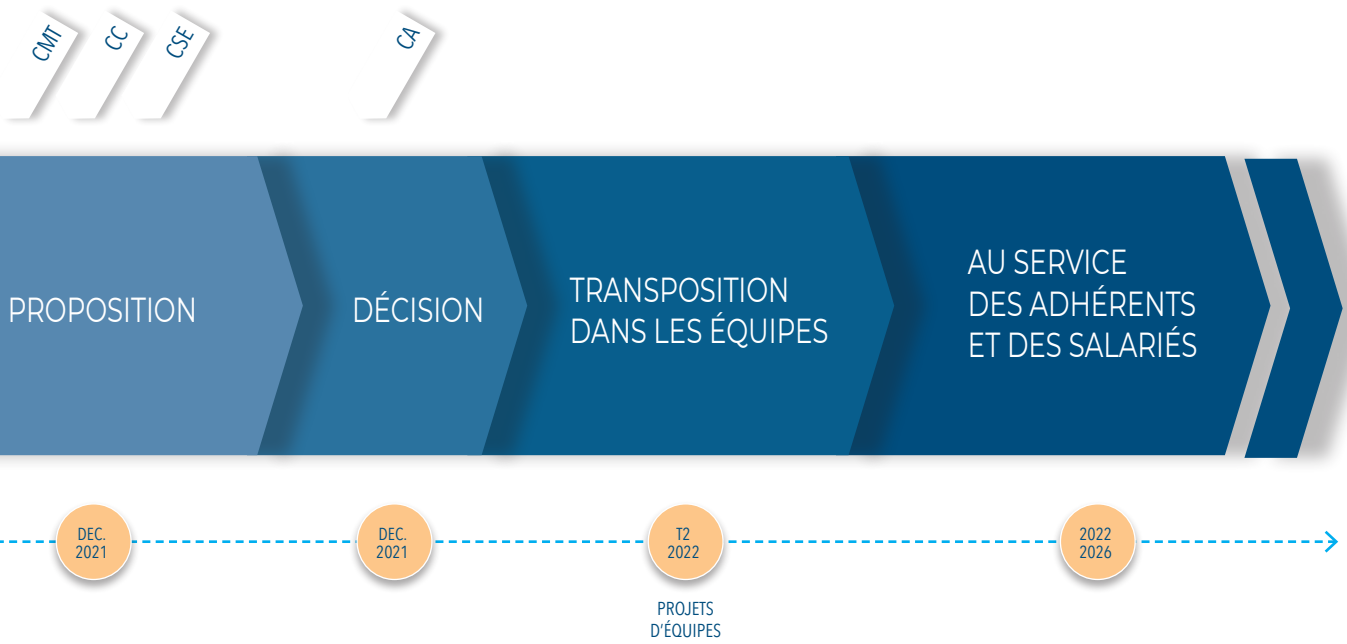 CMT
CC
CSE
CA
PROPOSITION
DÉCISION
TRANSPOSITION
DANS LES ÉQUIPES
AU SERVICE
DES ADHÉRENTS
ET DES SALARIÉS
DEC.
2021
DEC.
2021
T2
2022
2022
2026
PROJETS
D'ÉQUIPES